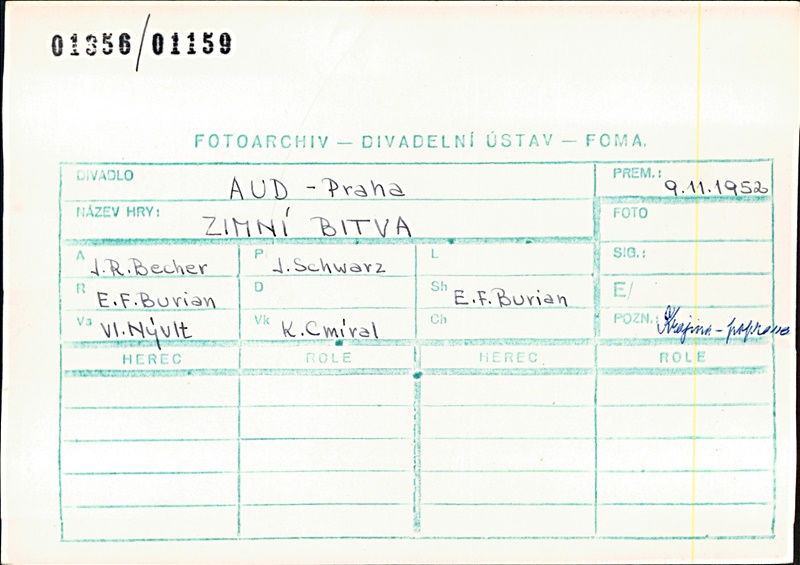 01356/01159
FOTOARCHIV — DIVADELNÍ ÚSTAV — FOMA.
DIVADLO AUD - Praha PREM.: 9.11.1952
NÁZEV HRY: ZIMNÍ BITVA FOTO
A J.R.Becher P J.Schwarz L SIG.:
R E.F.Burian D Sh E.F.Burian E/
Vs Vl.Nývlt Vk K.Cmíral Ch POZN.:
HEREC ROLE HEREC ROLE